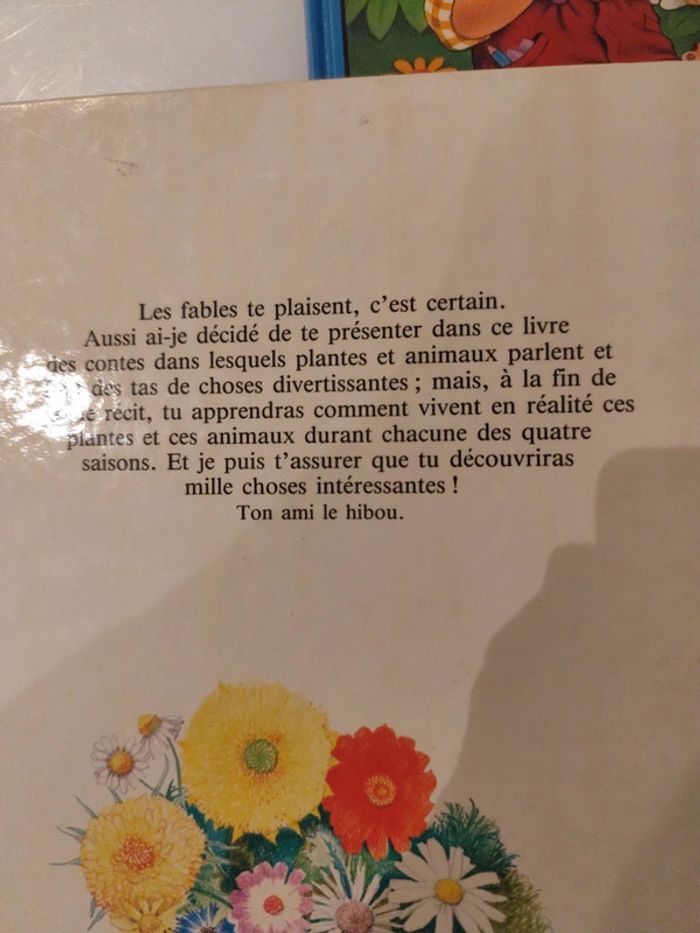 Les fables te plaisent, c'est certain.
Aussi ai-je décidé de te présenter dans ce livre
des contes dans lesquels plantes et animaux parlent et
des tas de choses divertissantes ; mais, à la fin de
récit, tu apprendras comment vivent en réalité ces
plantes et ces animaux durant chacune des quatre
saisons. Et je puis t'assurer que tu découvriras
mille choses intéressantes !
Ton ami le hibou.